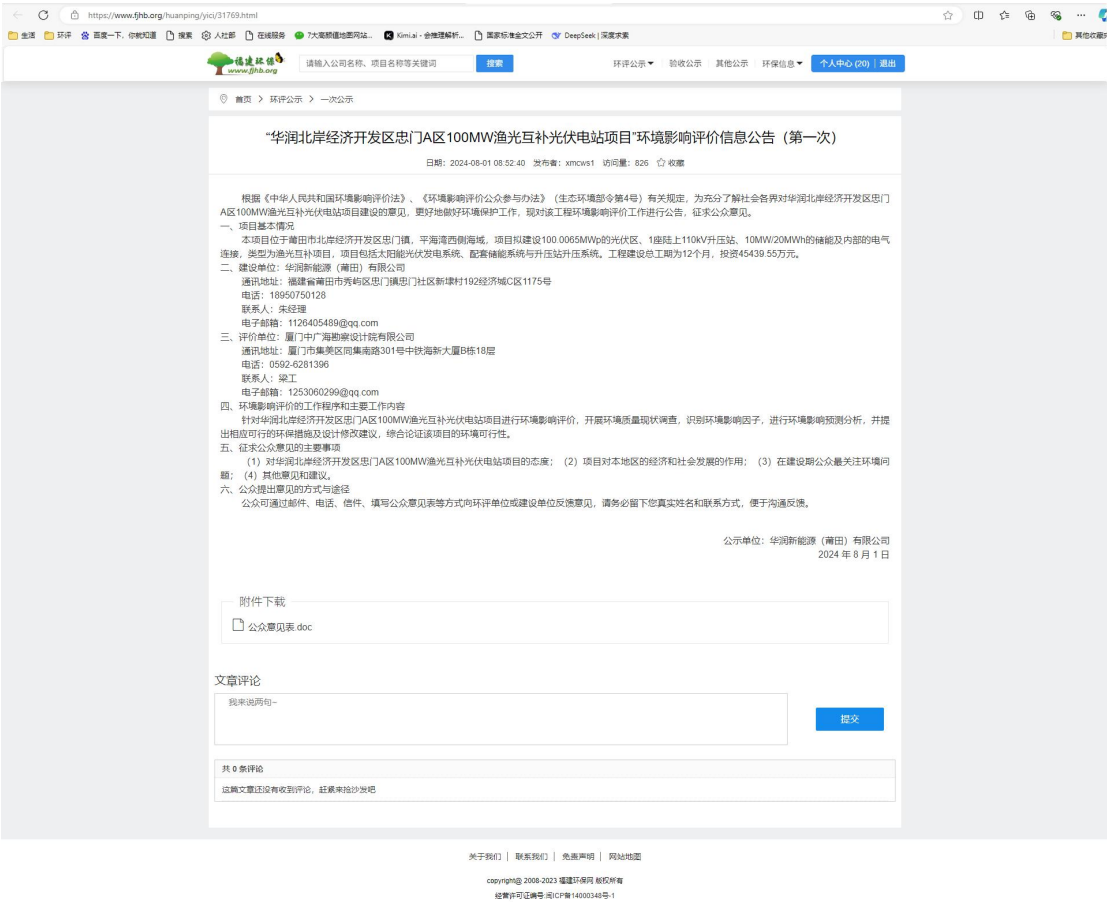 https://www.fjhb.org/huanping/yici/31769.html
生活 环评 百度一下，你就知道 搜索 人社部 在线服务 7大高颜值地图网站... Kimi.ai - 会推理解析... 国家标准全文公开 DeepSeek | 深度求索 其他收藏夹
福建环保 www.fjhb.org 请输入公司名称、项目名称等关键词 搜索 环评公示 验收公示 其他公示 环保信息 个人中心 (20) | 退出
首页 > 环评公示 > 一次公示
“华润北岸经济开发区忠门A区100MW渔光互补光伏电站项目”环境影响评价信息公告（第一次）
日期：2024-08-01 08:52:40 发布者：xmcws1 访问量：826 收藏
根据《中华人民共和国环境影响评价法》、《环境影响评价公众参与办法》（生态环境部令第4号）有关规定，为充分了解社会各界对华润北岸经济开发区忠门
A区100MW渔光互补光伏电站项目建设的意见，更好地做好环境保护工作，现对该工程环境影响评价工作进行公告，征求公众意见。
一、项目基本情况
本项目位于莆田市北岸经济开发区忠门镇，平海湾西侧海域，项目拟建设100.0065MWp的光伏区、1座陆上110kV升压站、10MW/20MWh的储能及内部的电气
连接，类型为渔光互补项目，项目包括太阳能光伏发电系统、配套储能系统与升压站升压系统。工程建设总工期为12个月，投资45439.55万元。
二、建设单位：华润新能源（莆田）有限公司
通讯地址：福建省莆田市秀屿区忠门镇忠门社区新埭村192经济城C区1175号
电话：18950750128
联系人：朱经理
电子邮箱：1126405489@qq.com
三、评价单位：厦门中广海勘察设计院有限公司
通讯地址：厦门市集美区同集南路301号中铁海新大厦B栋18层
电话：0592-6281396
联系人：梁工
电子邮箱：1253060299@qq.com
四、环境影响评价的工作程序和主要工作内容
针对华润北岸经济开发区忠门A区100MW渔光互补光伏电站项目进行环境影响评价，开展环境质量现状调查，识别环境影响因子，进行环境影响预测分析，并提
出相应可行的环保措施及设计修改建议，综合论证该项目的环境可行性。
五、征求公众意见的主要事项
（1）对华润北岸经济开发区忠门A区100MW渔光互补光伏电站项目的态度；（2）项目对本地区的经济和社会发展的作用；（3）在建设期公众最关注环境问
题；（4）其他意见和建议。
六、公众提出意见的方式与途径
公众可通过邮件、电话、信件、填写公众意见表等方式向环评单位或建设单位反馈意见，请务必留下您真实姓名和联系方式，便于沟通反馈。
公示单位：华润新能源（莆田）有限公司
2024 年 8 月 1 日
附件下载
公众意见表.doc
文章评论
我来说两句~
提交
共 0 条评论
这篇文章还没有收到评论，赶紧来抢沙发吧
关于我们 | 联系我们 | 免责声明 | 网站地图
copyright@ 2008-2023 福建环保网 版权所有
经营许可证编号:闽ICP备14000348号-1